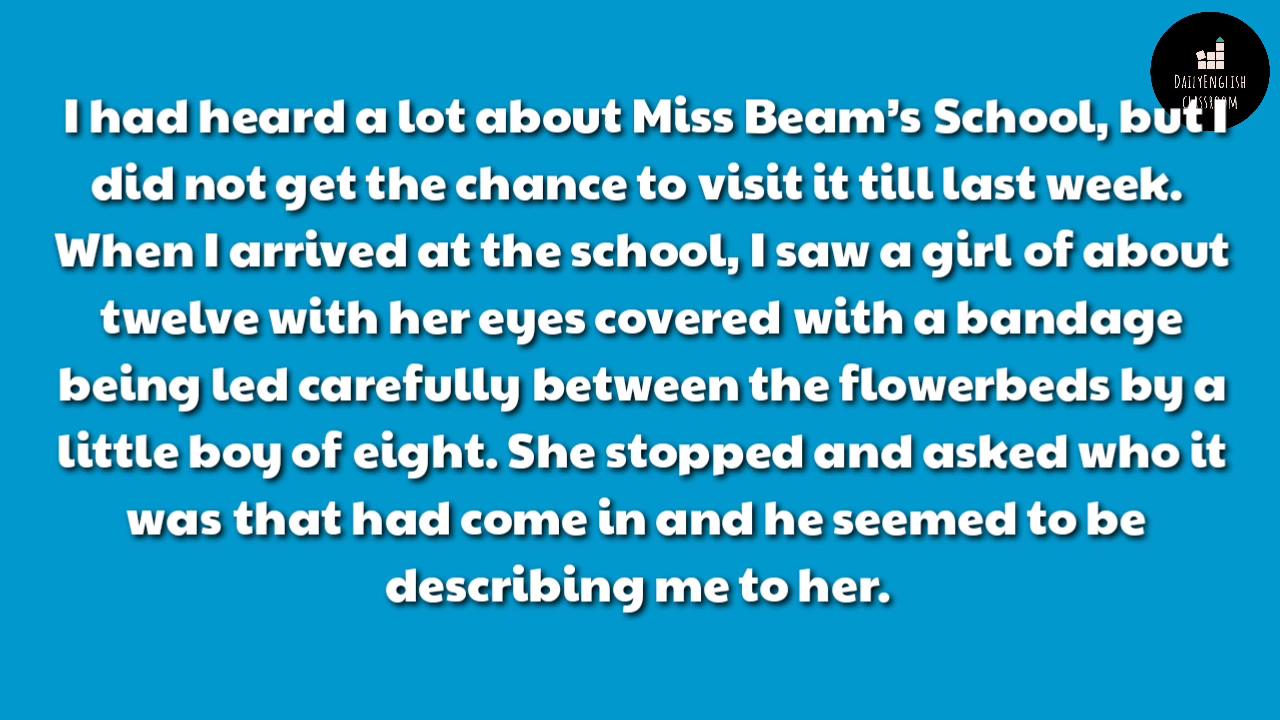 DailyEnglish
classroom
I had heard a lot about Miss Beam's School, but I
did not get the chance to visit it till last week.
When I arrived at the school, I saw a girl of about
twelve with her eyes covered with a bandage
being led carefully between the flowerbeds by a
little boy of eight. She stopped and asked who it
was that had come in and he seemed to be
describing me to her.